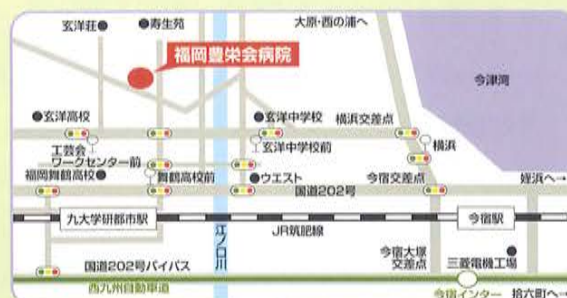 玄洋荘
寿生苑
大原・西の浦へ
福岡豊栄会病院
今津湾
玄洋高校
玄洋中学校
横浜交差点
工芸会
ワークセンター前
玄洋中学校前
横浜
福岡舞鶴高校
舞鶴高校前
ウエスト
今宿交差点
姪浜へ→
国道202号
九大学研都市駅
江ノ口川
JR筑肥線
今宿駅
今宿大塚
交差点
三菱電機工場
国道202号バイパス
西九州自動車道
今宿インター
拾六町へ→